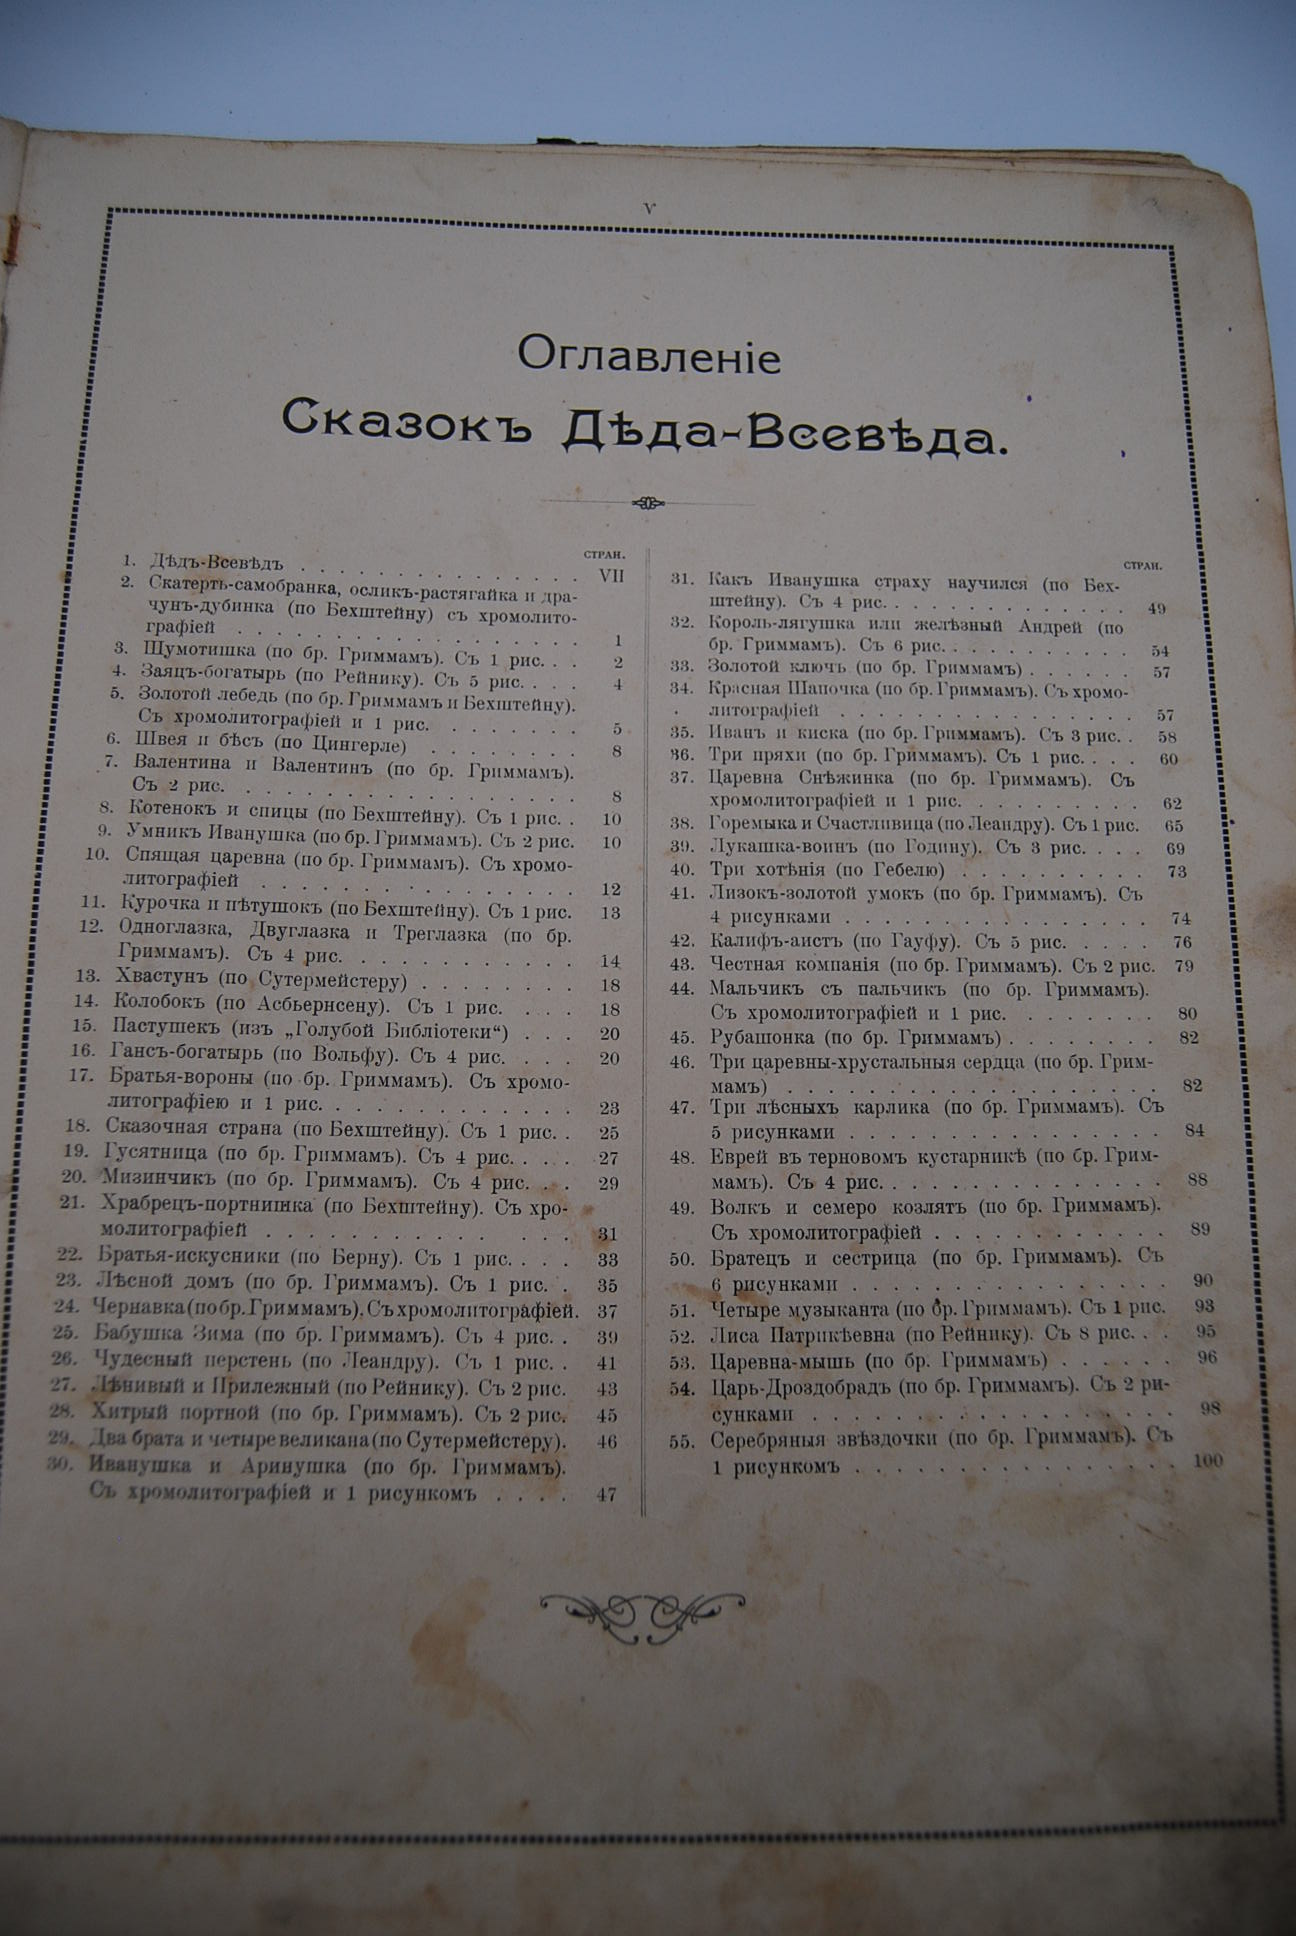 V
Оглавленіе
Сказокъ Дѣда-Всевѣда.
СТРАН.
1. Дѣдъ-Всевѣдъ . . . . . . . . . . . . . . VII
2. Скатерть-самобранка, осликъ-растягайка и дра-
чунъ-дубинка (по Бехштейну) съ хромолито-
графіей . . . . . . . . . . . . . . . . 1
3. Шумотишка (по бр. Гриммамъ). Съ 1 рис. . . 2
4. Заяцъ-богатырь (по Рейнику). Съ 5 рис. . . . 4
5. Золотой лебедь (по бр. Гриммамъ и Бехштейну).
Съ хромолитографіей и 1 рис. . . . . . . . 5
6. Швея и бѣсъ (по Цингерле) . . . . . . . . 8
7. Валентина и Валентинъ (по бр. Гриммамъ).
Съ 2 рис. . . . . . . . . . . . . . . . 8
8. Котенокъ и спицы (по Бехштейну). Съ 1 рис. . 10
9. Умникъ Иванушка (по бр. Гриммамъ). Съ 2 рис. 10
10. Спящая царевна (по бр. Гриммамъ). Съ хромо-
литографіей . . . . . . . . . . . . . . 12
11. Курочка и пѣтушокъ (по Бехштейну). Съ 1 рис. 13
12. Одноглазка, Двуглазка и Треглазка (по бр.
Гриммамъ). Съ 4 рис. . . . . . . . . . . 14
13. Хвастунъ (по Сутермейстеру) . . . . . . . . 18
14. Колобокъ (по Асбьернсену). Съ 1 рис. . . . 18
15. Пастушекъ (изъ „Голубой Библіотеки“) . . . 20
16. Гансъ-богатырь (по Вольфу). Съ 4 рис. . . . 20
17. Братья-вороны (по бр. Гриммамъ). Съ хромо-
литографіею и 1 рис. . . . . . . . . . . . 23
18. Сказочная страна (по Бехштейну). Съ 1 рис. . 25
19. Гусятница (по бр. Гриммамъ). Съ 4 рис. . . . 27
20. Мизинчикъ (по бр. Гриммамъ). Съ 4 рис. . . 29
21. Храбрецъ-портнишка (по Бехштейну). Съ хро-
молитографіей . . . . . . . . . . . . . 31
22. Братья-искусники (по Берну). Съ 1 рис. . . . 33
23. Лѣсной домъ (по бр. Гриммамъ). Съ 1 рис. . 35
24. Чернавка (по бр. Гриммамъ). Съ хромолитографіей. 37
25. Бабушка Зима (по бр. Гриммамъ). Съ 4 рис. . 39
26. Чудесный перстень (по Леандру). Съ 1 рис. . 41
27. Лѣнивый и Прилежный (по Рейнику). Съ 2 рис. 43
28. Хитрый портной (по бр. Гриммамъ). Съ 2 рис. 45
29. Два брата и четыре великана (по Сутермейстеру). 46
30. Иванушка и Аринушка (по бр. Гриммамъ).
Съ хромолитографіей и 1 рисункомъ . . . . 47
СТРАН.
31. Какъ Иванушка страху научился (по Бех-
штейну). Съ 4 рис. . . . . . . . . . . . . 49
32. Король-лягушка или желѣзный Андрей (по
бр. Гриммамъ). Съ 6 рис. . . . . . . . . . 54
33. Золотой ключъ (по бр. Гриммамъ) . . . . . . 57
34. Красная Шапочка (по бр. Гриммамъ). Съ хромо-
литографіей . . . . . . . . . . . . . . 57
35. Иванъ и киска (по бр. Гриммамъ). Съ 3 рис. . 58
36. Три пряхи (по бр. Гриммамъ). Съ 1 рис. . . . 60
37. Царевна Снѣжинка (по бр. Гриммамъ). Съ
хромолитографіей и 1 рис. . . . . . . . . . 62
38. Горемыка и Счастливица (по Леандру). Съ 1 рис. 65
39. Лукашка-воинъ (по Годину). Съ 3 рис. . . . 69
40. Три хотѣнія (по Гебелю) . . . . . . . . . 73
41. Лизокъ-золотой умокъ (по бр. Гриммамъ). Съ
4 рисунками . . . . . . . . . . . . . . 74
42. Калифъ-аистъ (по Гауфу). Съ 5 рис. . . . . 76
43. Честная компанія (по бр. Гриммамъ). Съ 2 рис. 79
44. Мальчикъ съ пальчикъ (по бр. Гриммамъ).
Съ хромолитографіей и 1 рис. . . . . . . . 80
45. Рубашонка (по бр. Гриммамъ) . . . . . . . . 82
46. Три царевны-хрустальныя сердца (по бр. Грим-
мамъ) . . . . . . . . . . . . . . . . . 82
47. Три лѣсныхъ карлика (по бр. Гриммамъ). Съ
5 рисунками . . . . . . . . . . . . . . 84
48. Еврей въ терновомъ кустарникѣ (по бр. Грим-
мамъ). Съ 4 рис. . . . . . . . . . . . . . 88
49. Волкъ и семеро козлятъ (по бр. Гриммамъ).
Съ хромолитографіей . . . . . . . . . . . 89
50. Братецъ и сестрица (по бр. Гриммамъ). Съ
6 рисунками . . . . . . . . . . . . . . 90
51. Четыре музыканта (по бр. Гриммамъ). Съ 1 рис. 93
52. Лиса Патрикѣевна (по Рейнику). Съ 8 рис. . . 95
53. Царевна-мышь (по бр. Гриммамъ) . . . . . . 96
54. Царь-Дроздобрадъ (по бр. Гриммамъ). Съ 2 ри-
сунками . . . . . . . . . . . . . . . . 98
55. Серебряныя звѣздочки (по бр. Гриммамъ). Съ
1 рисункомъ . . . . . . . . . . . . . . . 100